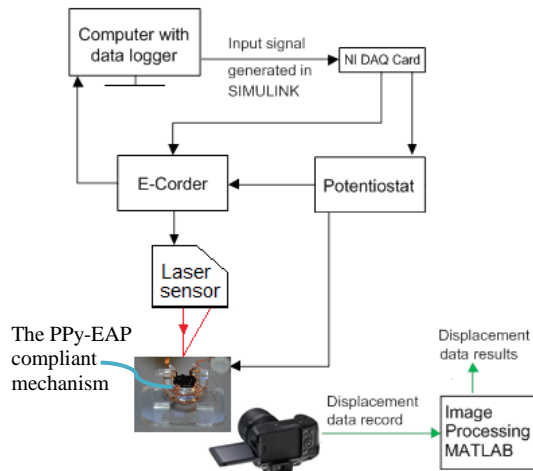 Computer with
data logger
Input signal
generated in
SIMULINK
NI DAQ Card
E-Corder
Potentiostat
Laser
sensor
The PPy-EAP
compliant
mechanism
Displacement
data results
Displacement
data record
Image
Processing
MATLAB